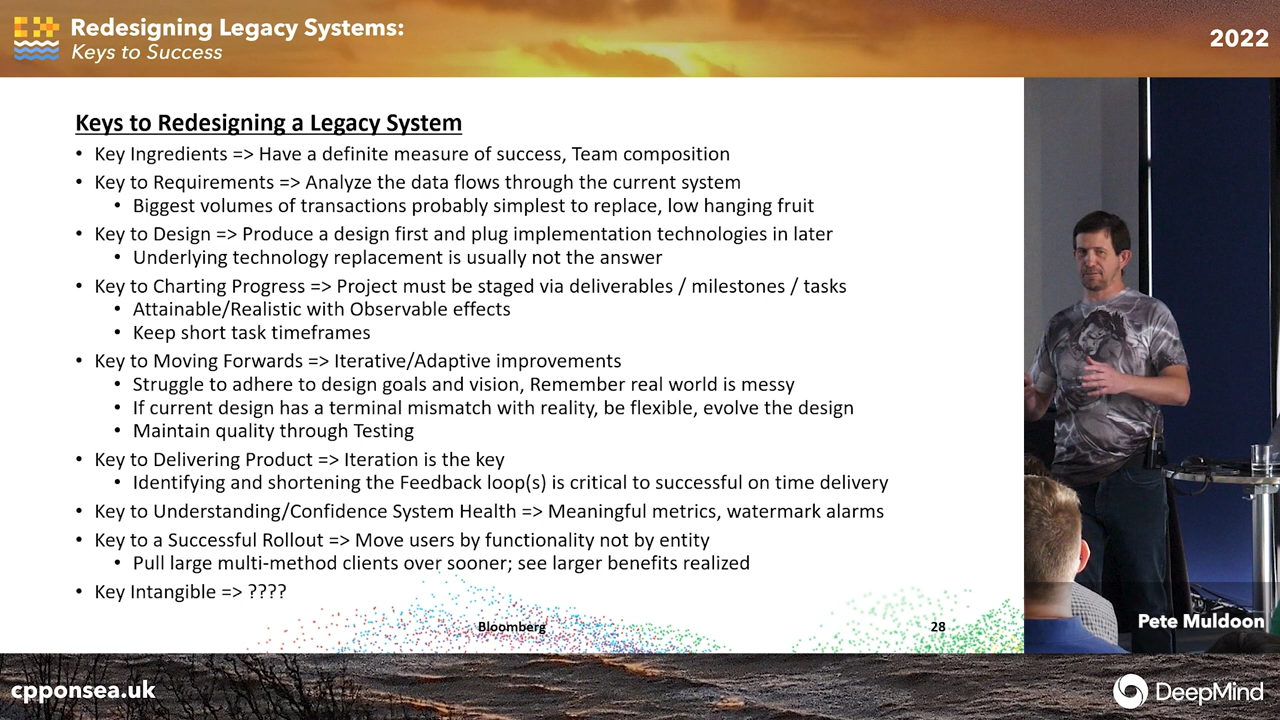 Redesigning Legacy Systems:
Keys to Success
2022
Keys to Redesigning a Legacy System
• Key Ingredients => Have a definite measure of success, Team composition
• Key to Requirements => Analyze the data flows through the current system
• Biggest volumes of transactions probably simplest to replace, low hanging fruit
• Key to Design => Produce a design first and plug implementation technologies in later
• Underlying technology replacement is usually not the answer
• Key to Charting Progress => Project must be staged via deliverables / milestones / tasks
• Attainable/Realistic with Observable effects
• Keep short task timeframes
• Key to Moving Forwards => Iterative/Adaptive improvements
• Struggle to adhere to design goals and vision, Remember real world is messy
• If current design has a terminal mismatch with reality, be flexible, evolve the design
• Maintain quality through Testing
• Key to Delivering Product => Iteration is the key
• Identifying and shortening the Feedback loop(s) is critical to successful on time delivery
• Key to Understanding/Confidence System Health => Meaningful metrics, watermark alarms
• Key to a Successful Rollout => Move users by functionality not by entity
• Pull large multi-method clients over sooner; see larger benefits realized
• Key Intangible => ????
Bloomberg
28
Pete Muldoon
cpponsea.uk
DeepMind